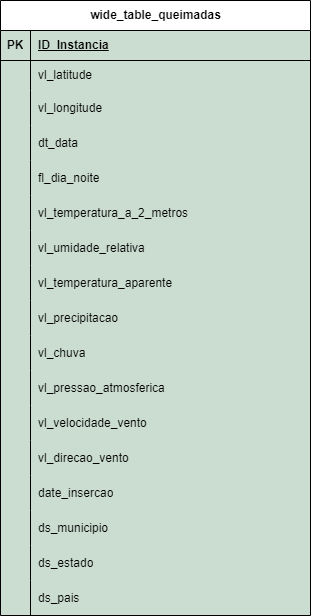 wide_table_queimadas
PK ID_Instancia
vl_latitude
vl_longitude
dt_data
fl_dia_noite
vl_temperatura_a_2_metros
vl_umidade_relativa
vl_temperatura_aparente
vl_precipitacao
vl_chuva
vl_pressao_atmosferica
vl_velocidade_vento
vl_direcao_vento
date_insercao
ds_municipio
ds_estado
ds_pais